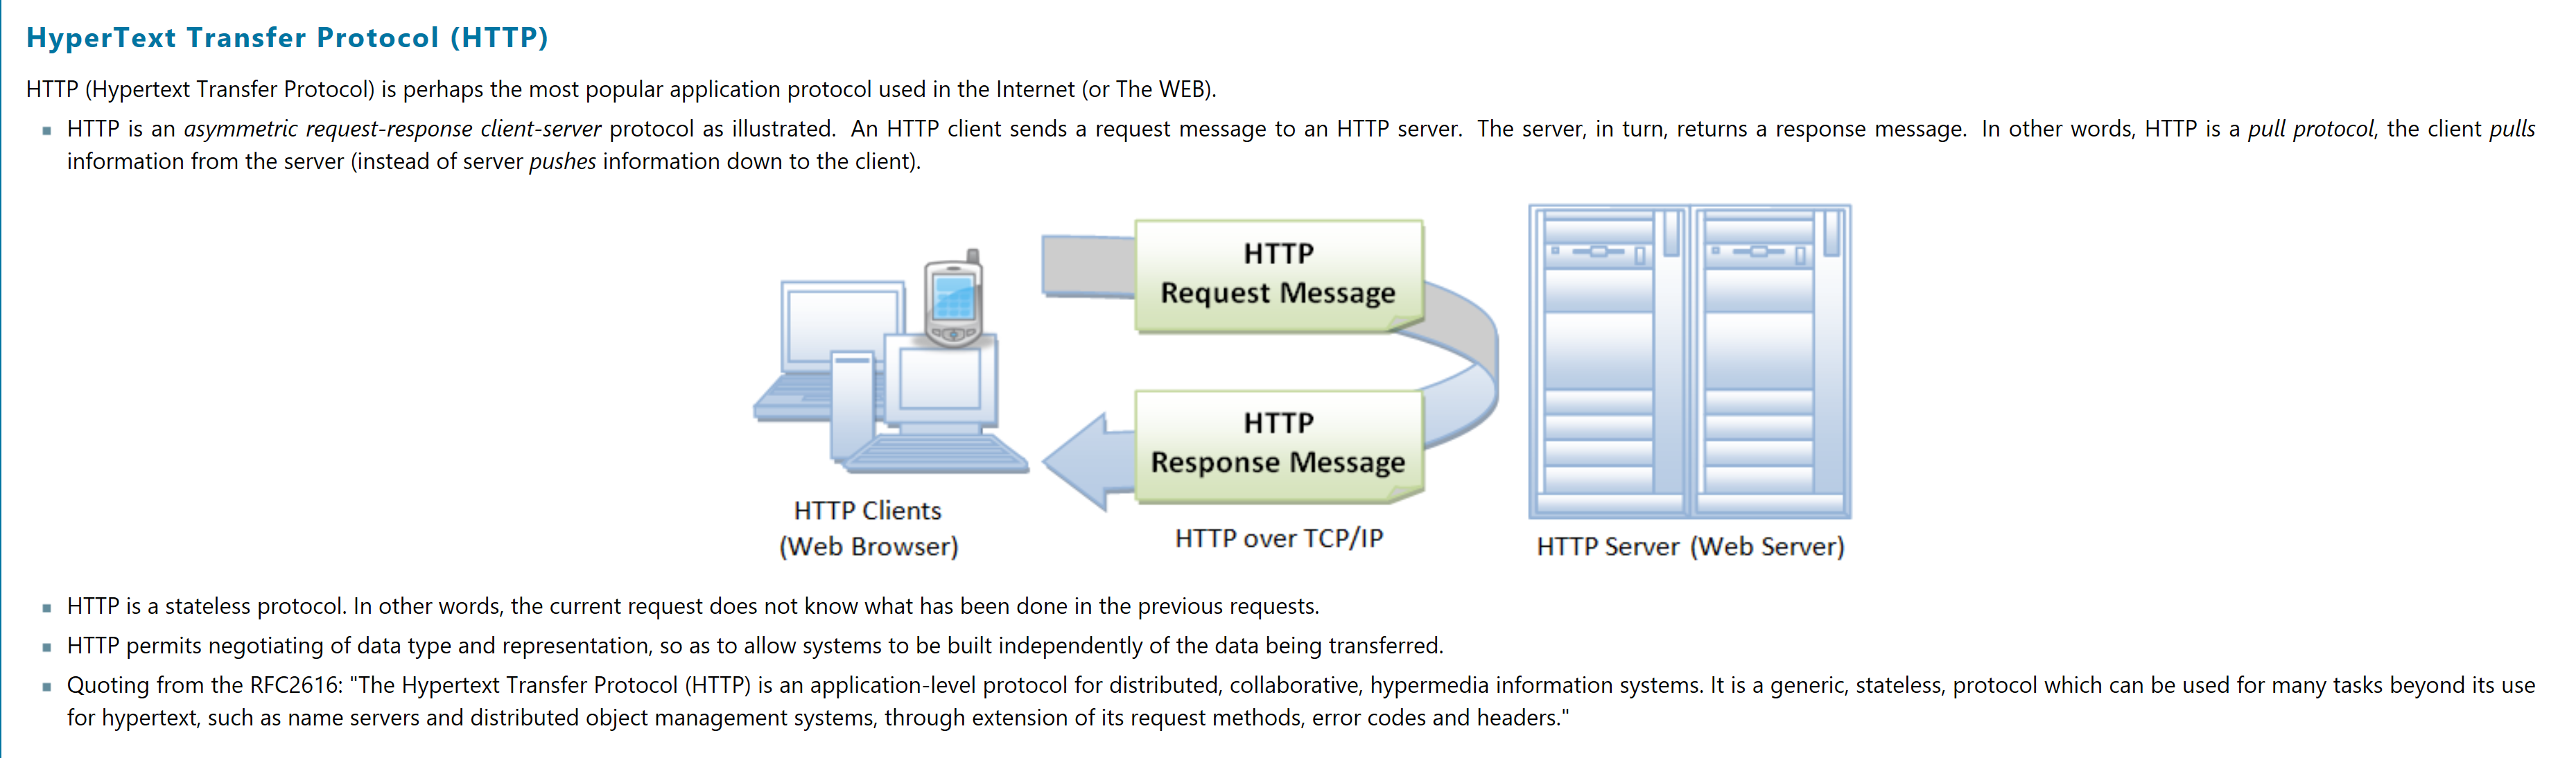 HyperText Transfer Protocol (HTTP)
HTTP (Hypertext Transfer Protocol) is perhaps the most popular application protocol used in the Internet (or The WEB).
▪ HTTP is an asymmetric request-response client-server protocol as illustrated. An HTTP client sends a request message to an HTTP server. The server, in turn, returns a response message. In other words, HTTP is a pull protocol, the client pulls
information from the server (instead of server pushes information down to the client).
HTTP
Request Message
HTTP
Response Message
HTTP Clients
(Web Browser)
HTTP over TCP/IP
HTTP Server (Web Server)
▪ HTTP is a stateless protocol. In other words, the current request does not know what has been done in the previous requests.
▪ HTTP permits negotiating of data type and representation, so as to allow systems to be built independently of the data being transferred.
▪ Quoting from the RFC2616: "The Hypertext Transfer Protocol (HTTP) is an application-level protocol for distributed, collaborative, hypermedia information systems. It is a generic, stateless, protocol which can be used for many tasks beyond its use
for hypertext, such as name servers and distributed object management systems, through extension of its request methods, error codes and headers."